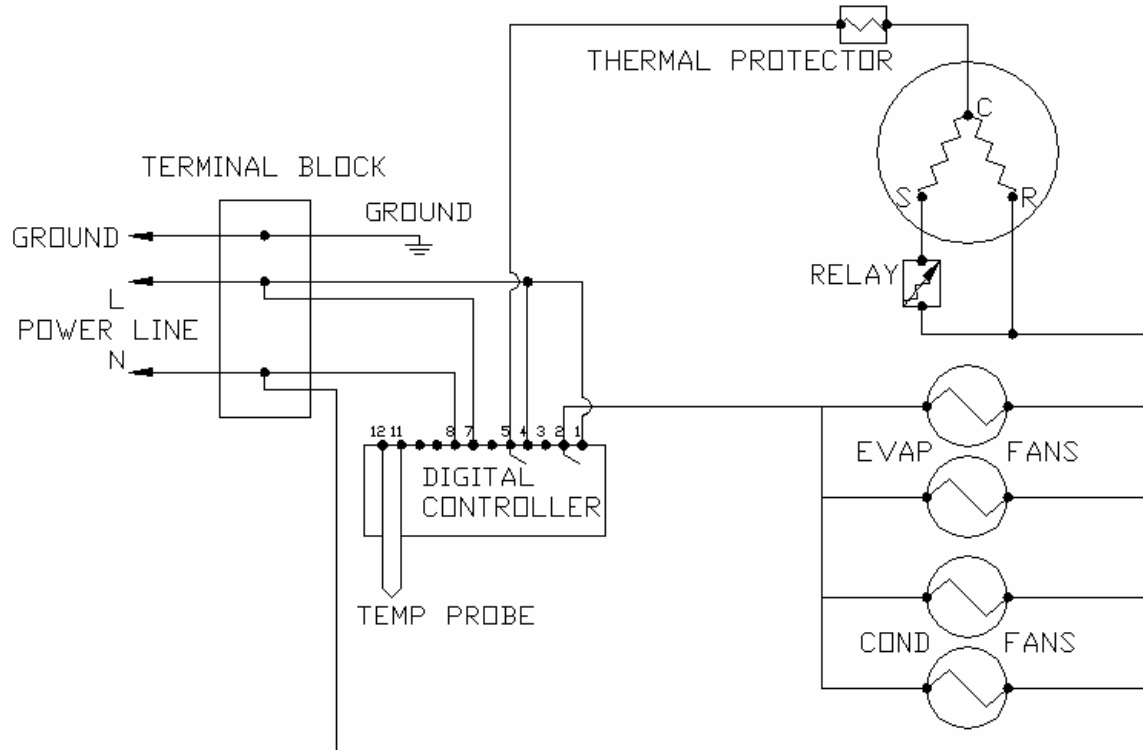 THERMAL PROTECTOR
C
S
R
TERMINAL BLOCK
GROUND
GROUND
RELAY
L
POWER LINE
N
12 11 8 7 5 4 3 2 1
EVAP FANS
DIGITAL
CONTROLLER
TEMP PROBE
COND FANS